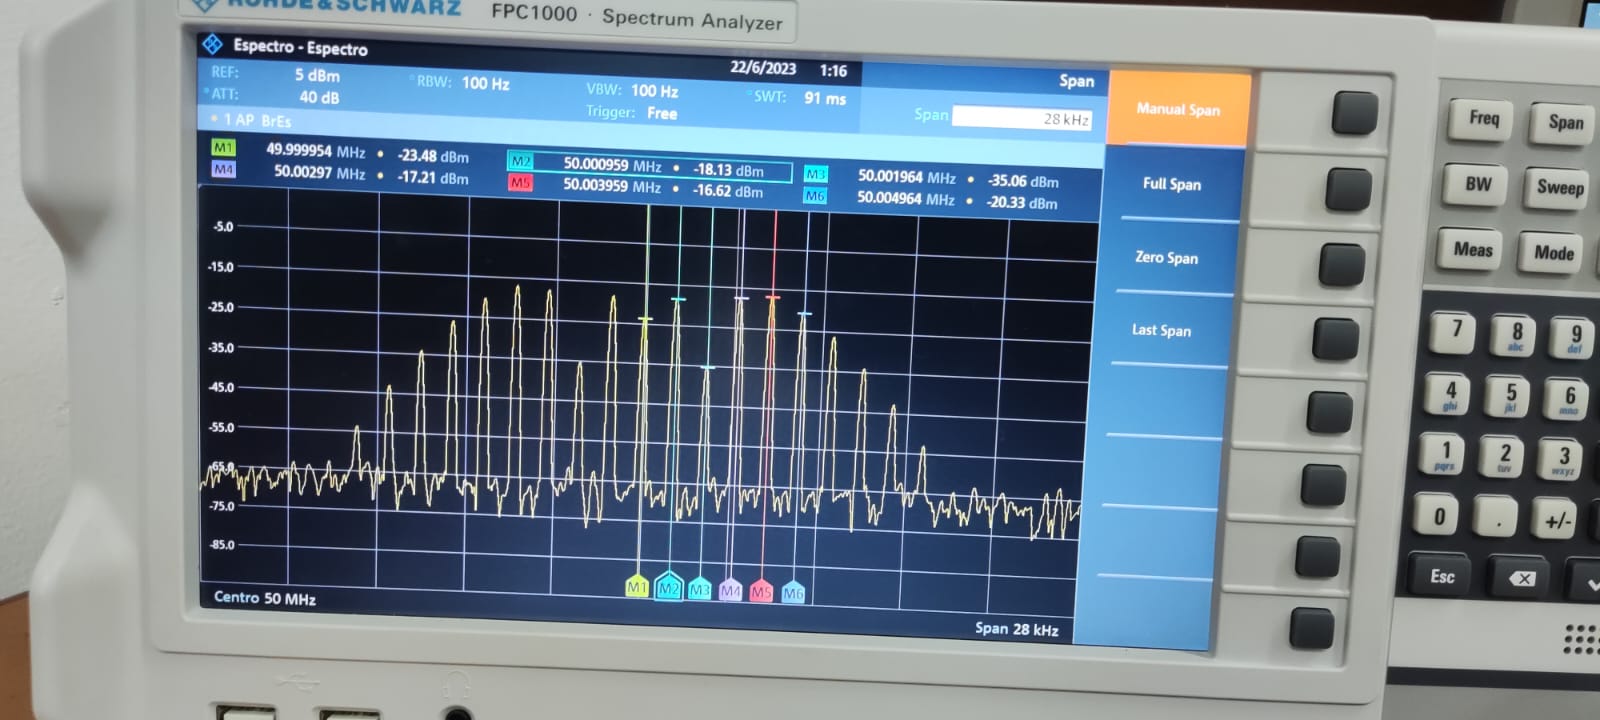 ROHDE & SCHWARZ FPC1000 · Spectrum Analyzer
Espectro - Espectro
22/6/2023 1:16
Span
REF: 5 dBm
RBW: 100 Hz
VBW: 100 Hz
SWT: 91 ms
ATT: 40 dB
Trigger: Free
Span 28 kHz
1 AP BrEs
M1 49.999954 MHz • -23.48 dBm
M2 50.000959 MHz • -18.13 dBm
M3 50.001964 MHz • -35.06 dBm
M4 50.00297 MHz • -17.21 dBm
M5 50.003959 MHz • -16.62 dBm
M6 50.004964 MHz • -20.33 dBm
-5.0
-15.0
-25.0
-35.0
-45.0
-55.0
-65.0
-75.0
-85.0
M1 M2 M3 M4 M5 M6
Centro 50 MHz
Span 28 kHz
Manual Span
Full Span
Zero Span
Last Span
Freq Span
BW Sweep
Meas Mode
7 8 abc 9 def
4 ghi 5 jkl 6 mno
1 pqrs 2 tuv 3 wxyz
0 . +/-
Esc